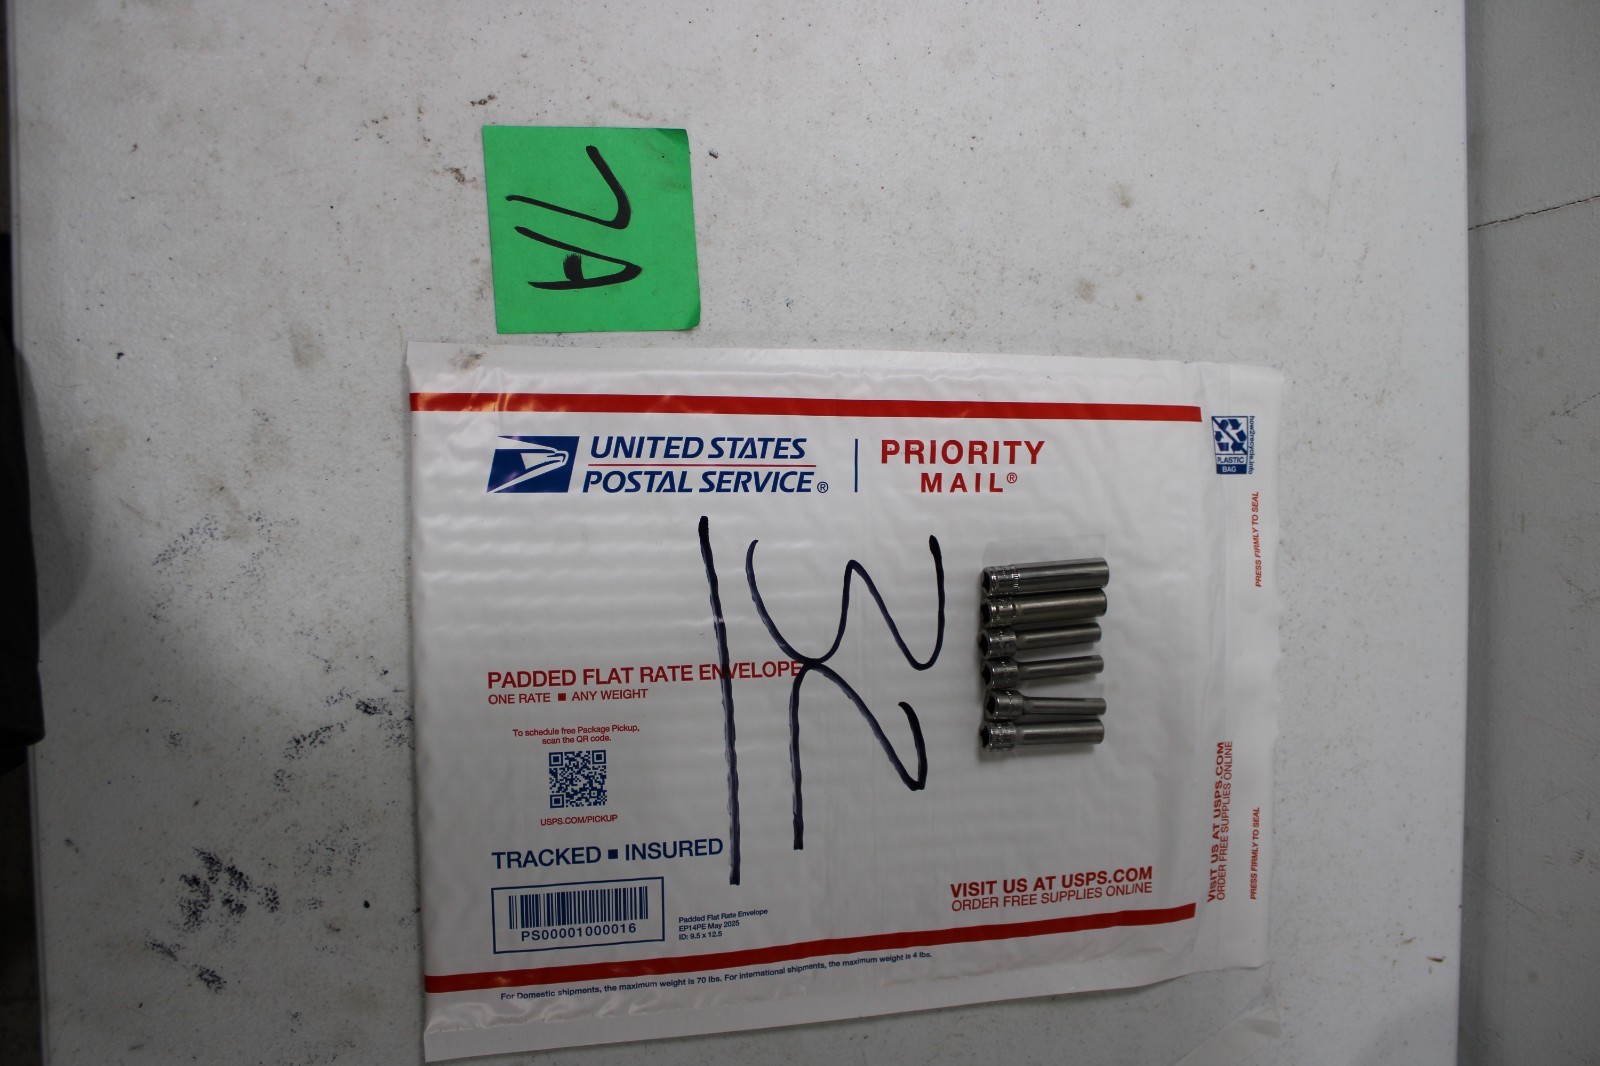 7A
UNITED STATES
POSTAL SERVICE®
PRIORITY
MAIL®
PLASTIC
BAG
how2recycle.info
PRESS FIRMLY TO SEAL
PADDED FLAT RATE ENVELOPE
ONE RATE ■ ANY WEIGHT
To schedule free Package Pickup,
scan the QR code.
USPS.COM/PICKUP
TRACKED ■ INSURED
PS00001000016
Padded Flat Rate Envelope
EP14PE May 2025
ID: 9.5 x 12.5
VISIT US AT USPS.COM
ORDER FREE SUPPLIES ONLINE
VISIT US AT USPS.COM
ORDER FREE SUPPLIES ONLINE
PRESS FIRMLY TO SEAL
For Domestic shipments, the maximum weight is 70 lbs. For international shipments, the maximum weight is 4 lbs.